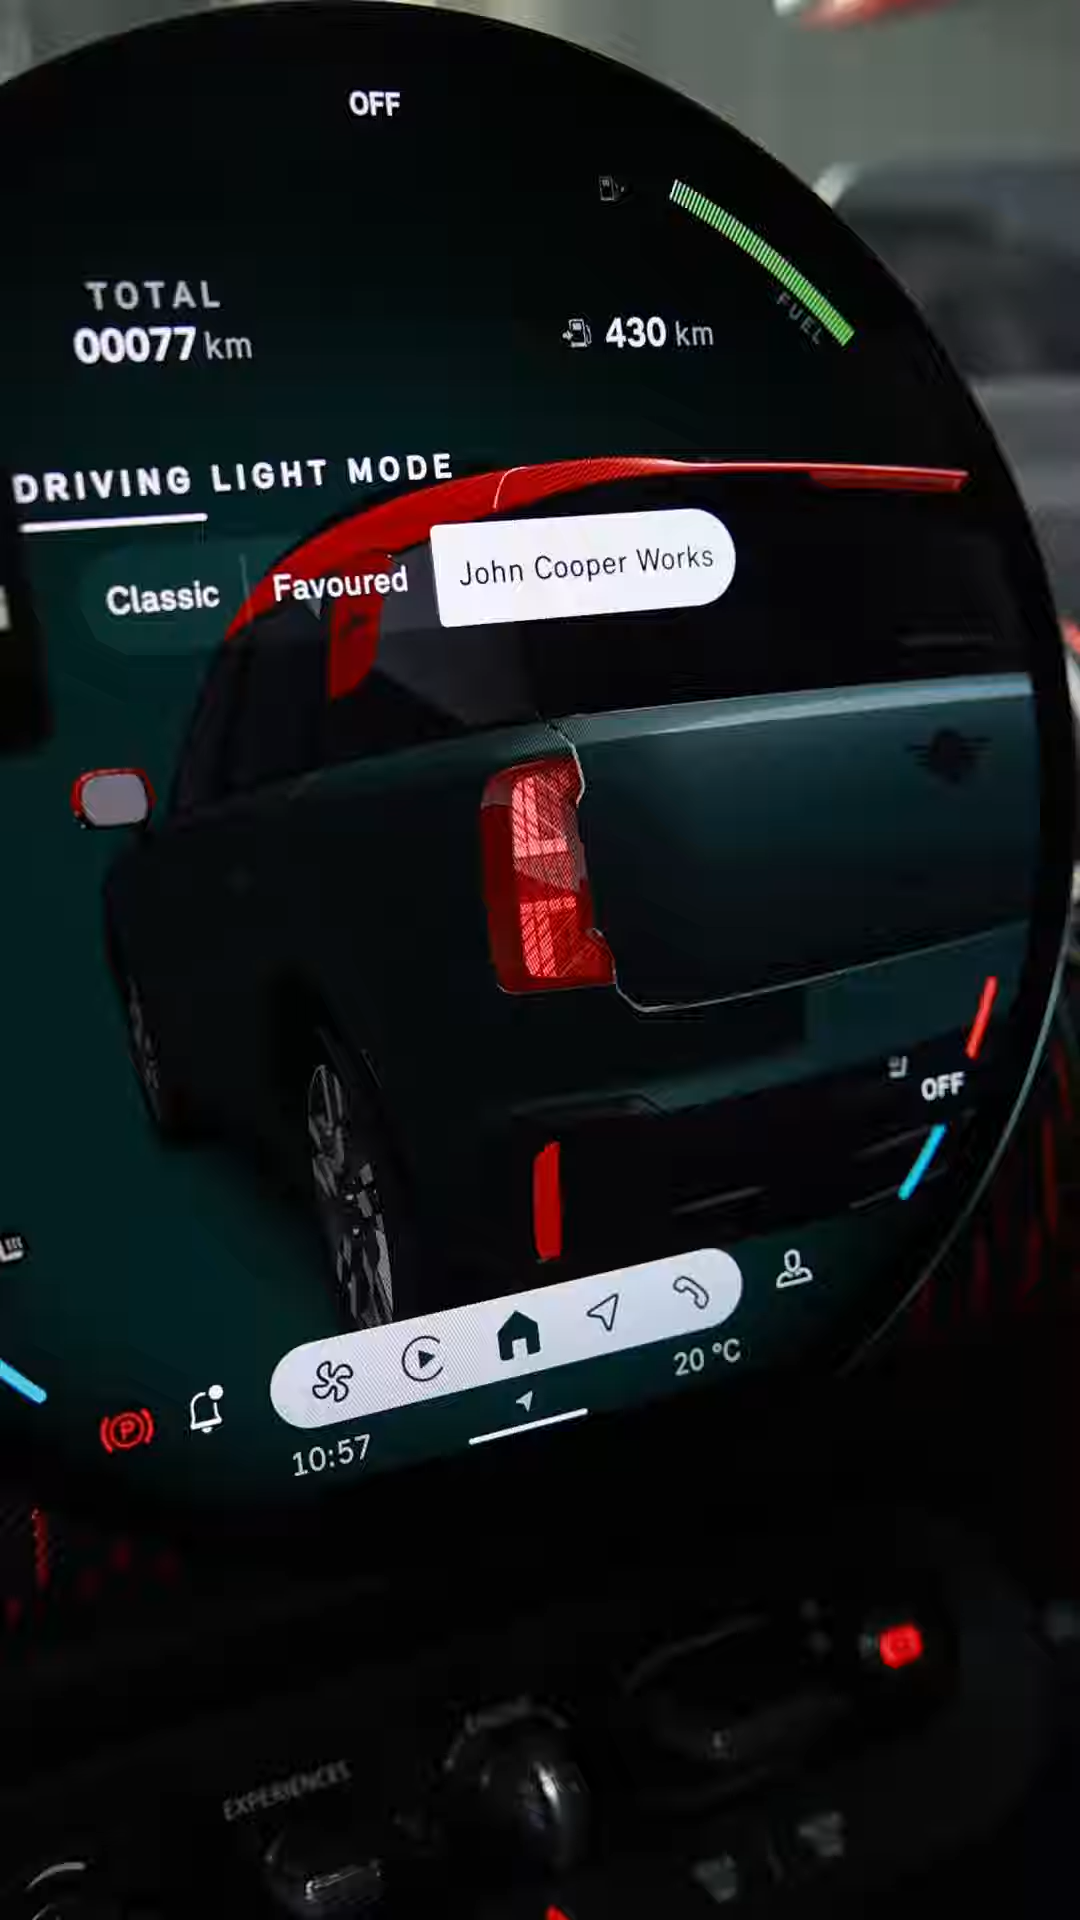 OFF
TOTAL
00077 km
430 km
FUEL
DRIVING LIGHT MODE
Classic
Favoured
John Cooper Works
OFF
20 °C
P
10:57
EXPERIENCES